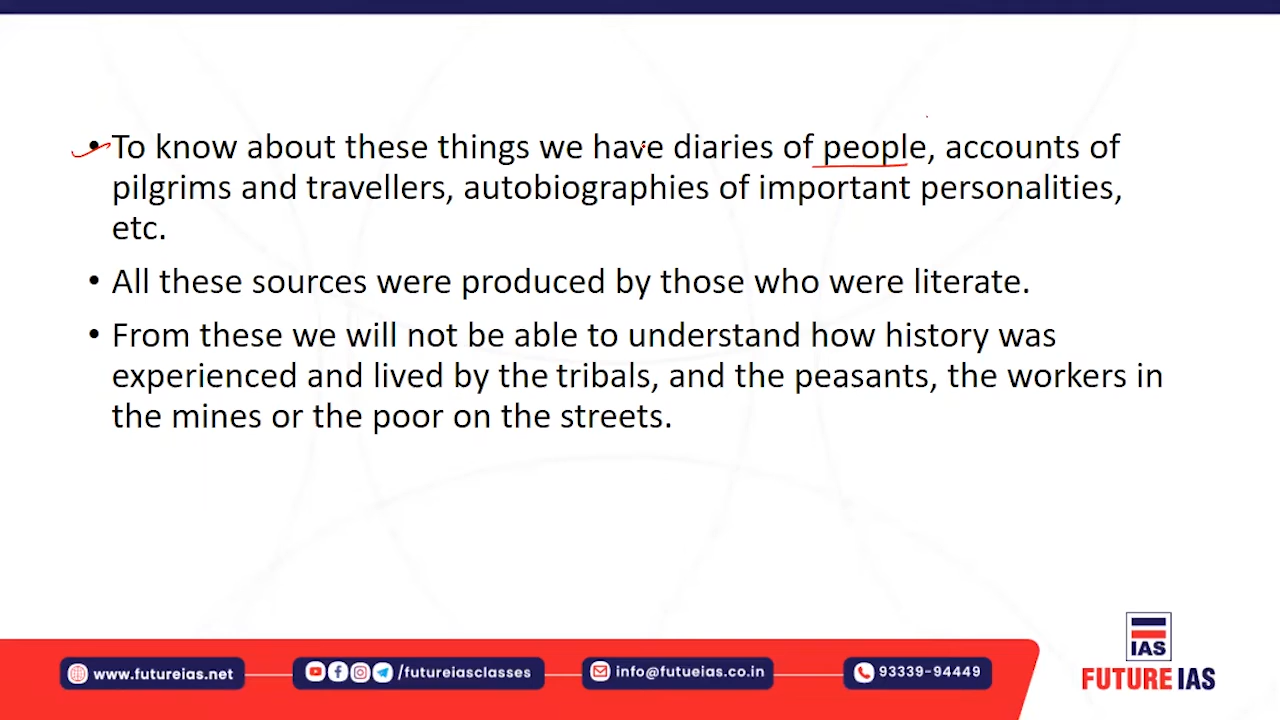 • To know about these things we have diaries of people, accounts of
pilgrims and travellers, autobiographies of important personalities,
etc.
• All these sources were produced by those who were literate.
• From these we will not be able to understand how history was
experienced and lived by the tribals, and the peasants, the workers in
the mines or the poor on the streets.
IAS
FUTURE IAS
www.futureias.net
/futureiasclasses
info@futueias.co.in
93339-94449